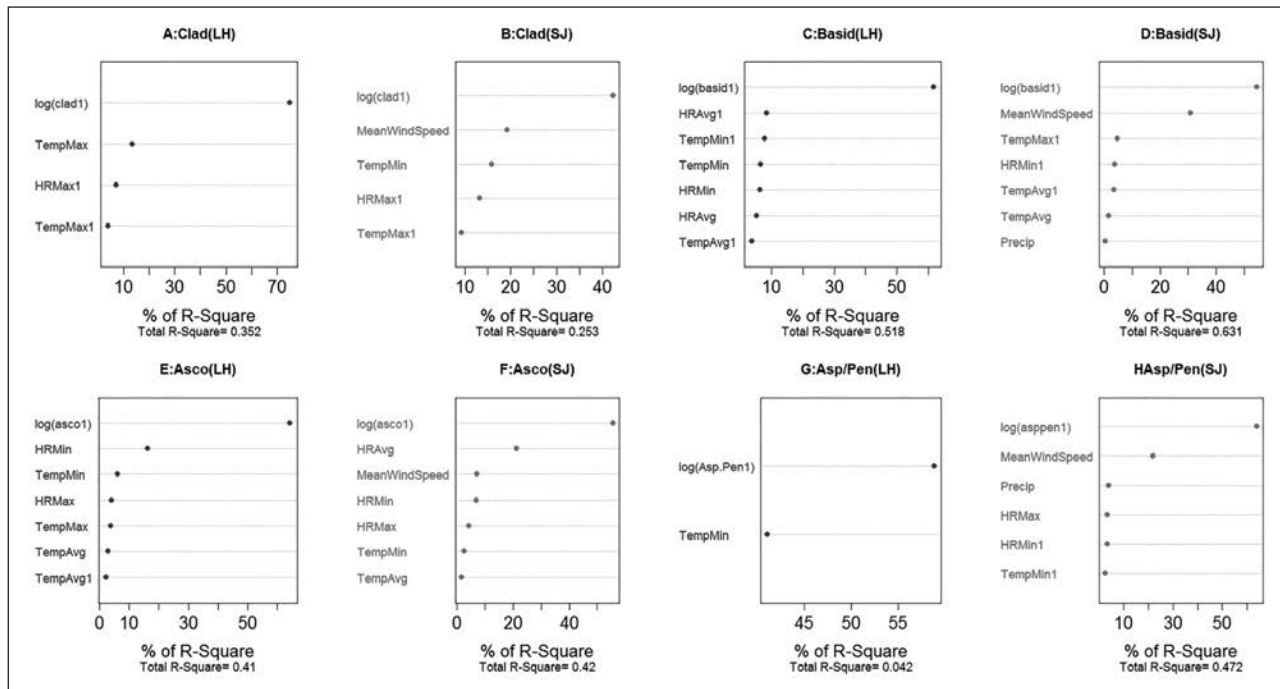 A:Clad(LH)
log(clad1)
TempMax
HRMax1
TempMax1
10 30 50 70
% of R-Square
Total R-Square= 0.352
B:Clad(SJ)
log(clad1)
MeanWindSpeed
TempMin
HRMax1
TempMax1
10 20 30 40
% of R-Square
Total R-Square= 0.253
C:Basid(LH)
log(basid1)
HRAvg1
TempMin1
TempMin
HRMin
HRAvg
TempAvg1
10 30 50
% of R-Square
Total R-Square= 0.518
D:Basid(SJ)
log(basid1)
MeanWindSpeed
TempMax1
HRMin1
TempAvg1
TempAvg
Precip
0 20 40
% of R-Square
Total R-Square= 0.631
E:Asco(LH)
log(asco1)
HRMin
TempMin
HRMax
TempMax
TempAvg
TempAvg1
0 10 30 50
% of R-Square
Total R-Square= 0.41
F:Asco(SJ)
log(asco1)
HRAvg
MeanWindSpeed
HRMin
HRMax
TempMin
TempAvg
0 10 30 50
% of R-Square
Total R-Square= 0.42
G:Asp/Pen(LH)
log(Asp.Pen1)
TempMin
45 50 55
% of R-Square
Total R-Square= 0.042
HAsp/Pen(SJ)
log(asppen1)
MeanWindSpeed
Precip
HRMax
HRMin1
TempMin1
10 30 50
% of R-Square
Total R-Square= 0.472